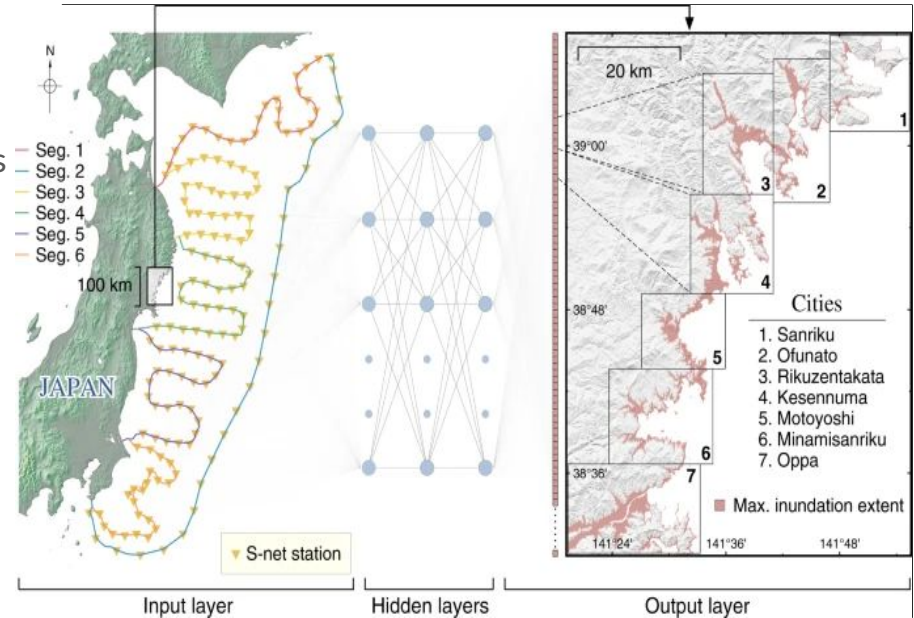 N
s
Seg. 1
Seg. 2
Seg. 3
Seg. 4
Seg. 5
Seg. 6
100 km
JAPAN
S-net station
Input layer
Hidden layers
20 km
39°00'
38°48'
38°36'
141°24'
141°36'
141°48'
1
2
3
4
5
6
7
Cities
1. Sanriku
2. Ofunato
3. Rikuzentakata
4. Kesennuma
5. Motoyoshi
6. Minamisanriku
7. Oppa
Max. inundation extent
Output layer